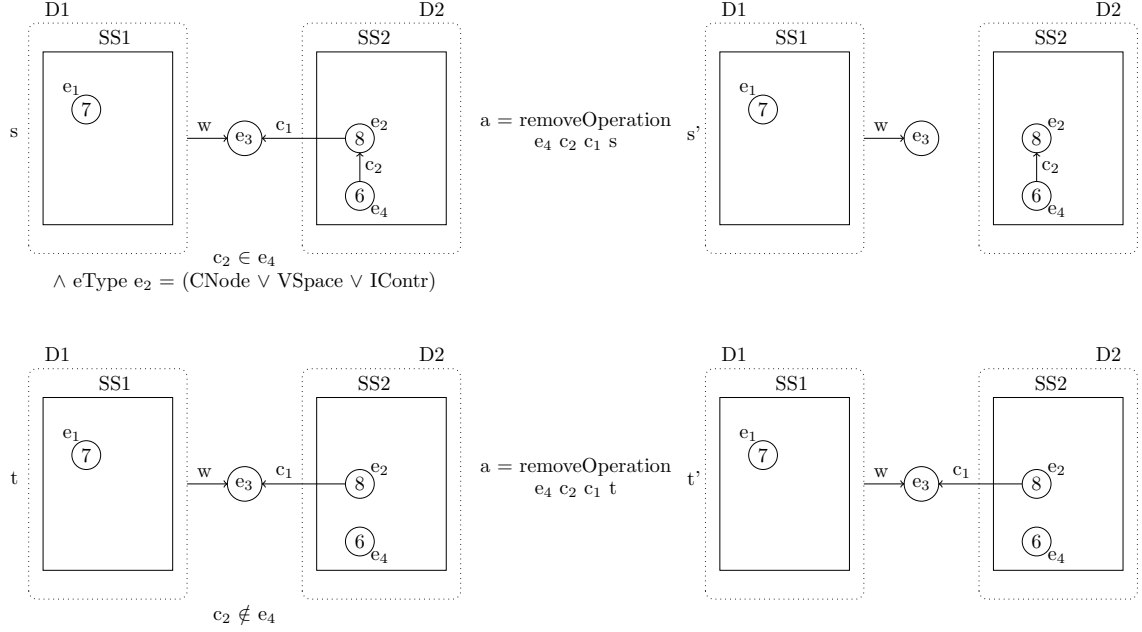 D1 D2 D1 D2
SS1 SS2 SS1 SS2
e₁ e₁
7 7
s w e₃ c₁ 8 e₂ a = removeOperation s' w e₃ 8 e₂
e₄ c₂ c₁ s
c₂ c₂
6 e₄ 6 e₄
c₂ ∈ e₄
∧ eType e₂ = (CNode ∨ VSpace ∨ IContr)
D1 D2 D1 D2
SS1 SS2 SS1 SS2
e₁ e₁
7 7
t w e₃ c₁ 8 e₂ a = removeOperation t' w e₃ c₁ 8 e₂
e₄ c₂ c₁ t
6 e₄ 6 e₄
c₂ ∉ e₄